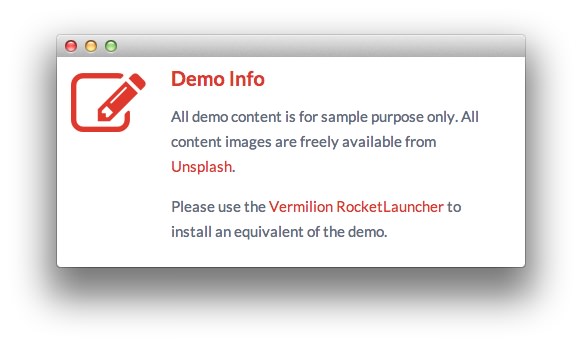 Demo Info
All demo content is for sample purpose only. All
content images are freely available from
Unsplash.
Please use the Vermilion RocketLauncher to
install an equivalent of the demo.